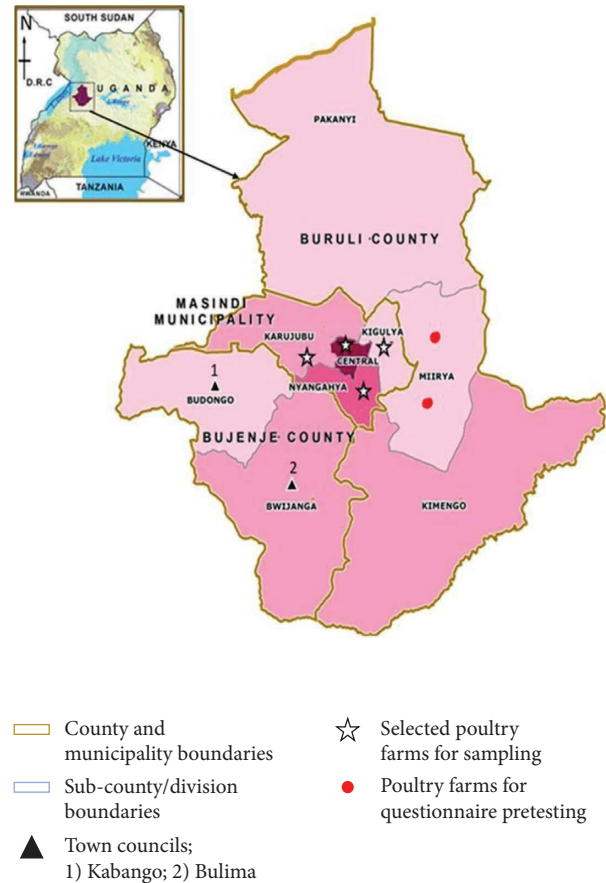 N
SOUTH SUDAN
D.R.C
UGANDA
KENYA
Lake Victoria
RWANDA
TANZANIA
PAKANYI
BURULI COUNTY
MASINDI
MUNICIPALITY
KARUJUBU
KIGULYA
CENTRAL
MIIRYA
NYANGAHYA
1
BUDONGO
BUJENJE COUNTY
2
BWIJANGA
KIMENGO
County and
municipality boundaries
Sub-county/division
boundaries
Town councils;
1) Kabango; 2) Bulima
Selected poultry
farms for sampling
Poultry farms for
questionnaire pretesting